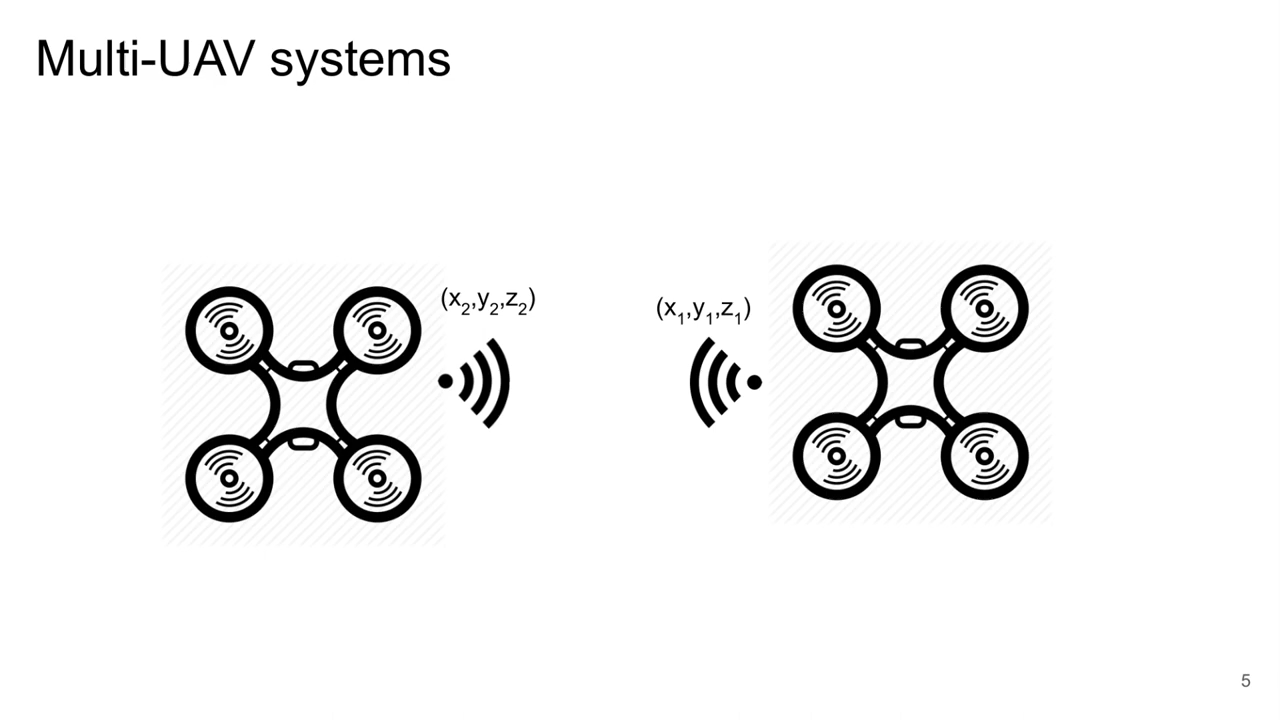 Multi-UAV systems
(x₂,y₂,z₂)
(x₁,y₁,z₁)
5